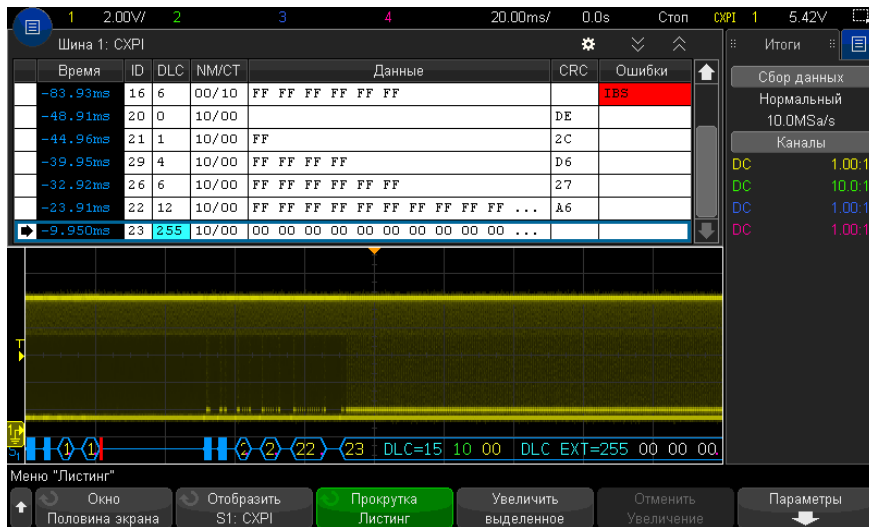 1 2.00V/ 2 3 4 20.00ms/ 0.0s Стоп CXPI 1 5.42V
Шина 1: CXPI
Время ID DLC NM/CT Данные CRC Ошибки
-83.93ms 16 6 00/10 FF FF FF FF FF FF IBS
-48.91ms 20 0 10/00 DE
-44.96ms 21 1 10/00 FF 2C
-39.95ms 29 4 10/00 FF FF FF FF D6
-32.92ms 26 6 10/00 FF FF FF FF FF FF 27
-23.91ms 22 12 10/00 FF FF FF FF FF FF FF FF FF FF ... A6
-9.950ms 23 255 10/00 00 00 00 00 00 00 00 00 00 00 ...
Итоги
Сбор данных
Нормальный
10.0MSa/s
Каналы
DC 1.00:1
DC 10.0:1
DC 1.00:1
DC 1.00:1
T
1
S1 1 1 2 2 22 23 DLC=15 10 00 DLC EXT=255 00 00 00
Меню "Листинг"
Окно
Половина экрана
Отобразить
S1: CXPI
Прокрутка
Листинг
Увеличить
выделенное
Отменить
Увеличение
Параметры